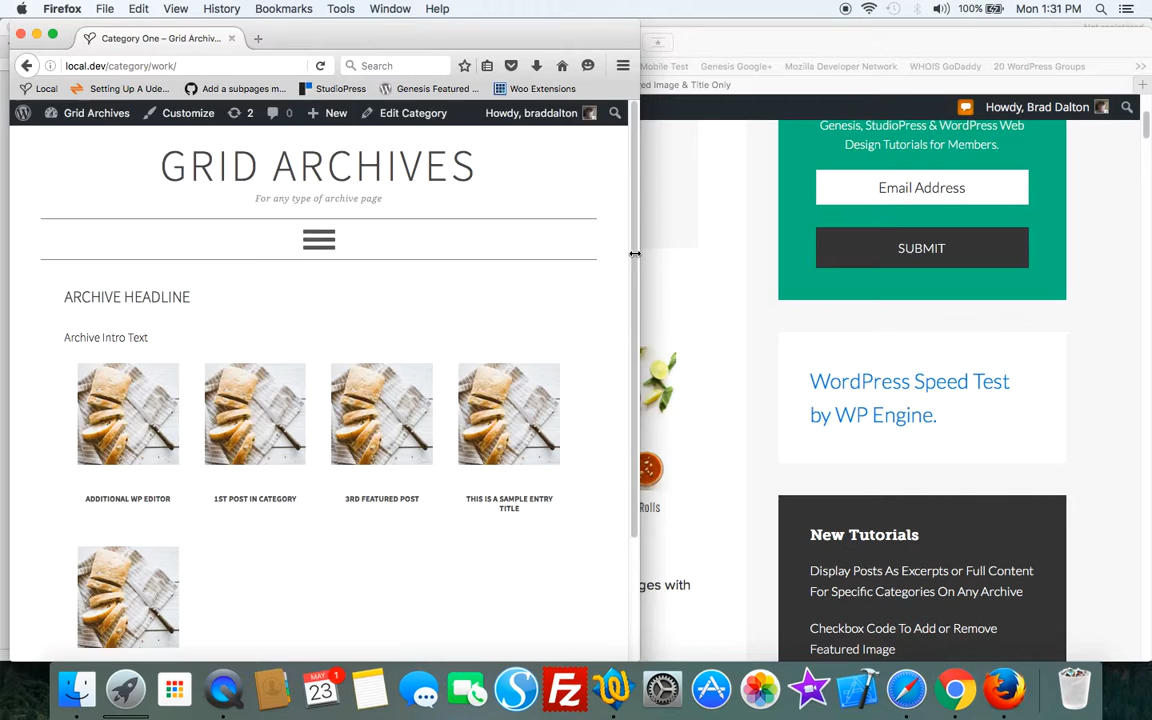 Firefox File Edit View History Bookmarks Tools Window Help
100% Mon 1:31 PM
Category One – Grid Archiv...
local.dev/category/work/
Search
Local Setting Up A Ude... Add a subpages m... StudioPress Genesis Featured ... Woo Extensions
Grid Archives Customize 2 0 New Edit Category Howdy, braddalton
GRID ARCHIVES
For any type of archive page
ARCHIVE HEADLINE
Archive Intro Text
ADDITIONAL WP EDITOR
1ST POST IN CATEGORY
3RD FEATURED POST
THIS IS A SAMPLE ENTRY
TITLE
Mobile Test Genesis Google+ Mozilla Developer Network WHOIS GoDaddy 20 WordPress Groups
ed Image & Title Only
Howdy, Brad Dalton
Genesis, StudioPress & WordPress Web
Design Tutorials for Members.
Email Address
SUBMIT
WordPress Speed Test
by WP Engine.
Rolls
ges with
New Tutorials
Display Posts As Excerpts or Full Content
For Specific Categories On Any Archive
Checkbox Code To Add or Remove
Featured Image
MAY
23
1